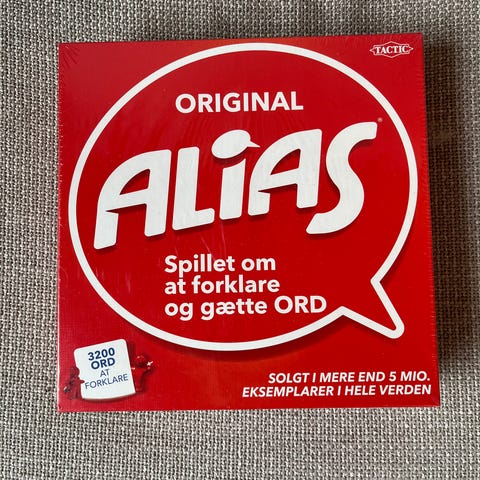 TACTIC
ORIGINAL
ALiAS®
Spillet om
at forklare
og gætte ORD
3200
ORD
AT
FORKLARE
SOLGT I MERE END 5 MIO.
EKSEMPLARER I HELE VERDEN